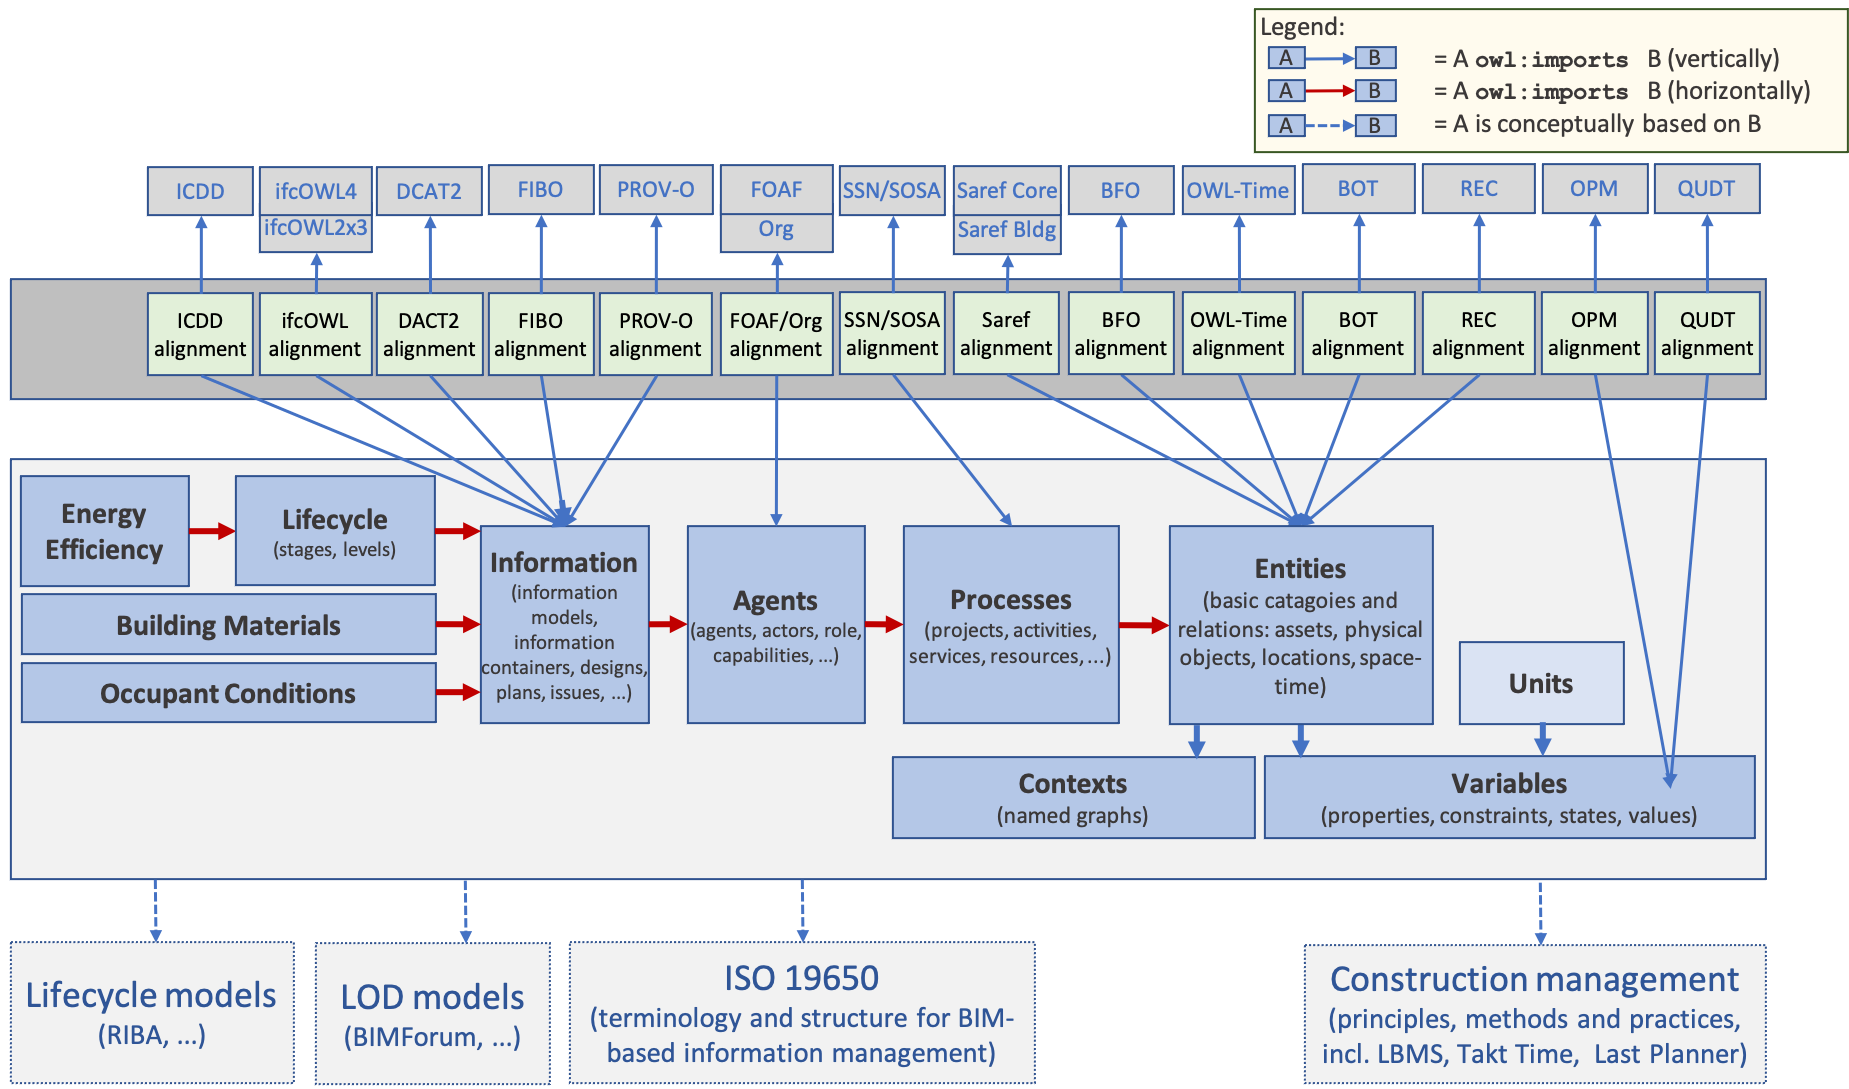 Legend:
A B = A owl:imports B (vertically)
A B = A owl:imports B (horizontally)
A B = A is conceptually based on B
ICDD ifcOWL4 DCAT2 FIBO PROV-O FOAF SSN/SOSA Saref Core BFO OWL-Time BOT REC OPM QUDT
ifcOWL2x3 Org Saref Bldg
ICDD ifcOWL DACT2 FIBO PROV-O FOAF/Org SSN/SOSA Saref BFO OWL-Time BOT REC OPM QUDT
alignment alignment alignment alignment alignment alignment alignment alignment alignment alignment alignment alignment alignment alignment
Energy
Efficiency
Lifecycle
(stages, levels)
Building Materials
Occupant Conditions
Information
(information
models,
information
containers, designs,
plans, issues, ...)
Agents
(agents, actors, role,
capabilities, ...)
Processes
(projects, activities,
services, resources, ...)
Entities
(basic catagoies and
relations: assets, physical
objects, locations, space-
time)
Units
Contexts
(named graphs)
Variables
(properties, constraints, states, values)
Lifecycle models
(RIBA, ...)
LOD models
(BIMForum, ...)
ISO 19650
(terminology and structure for BIM-
based information management)
Construction management
(principles, methods and practices,
incl. LBMS, Takt Time, Last Planner)